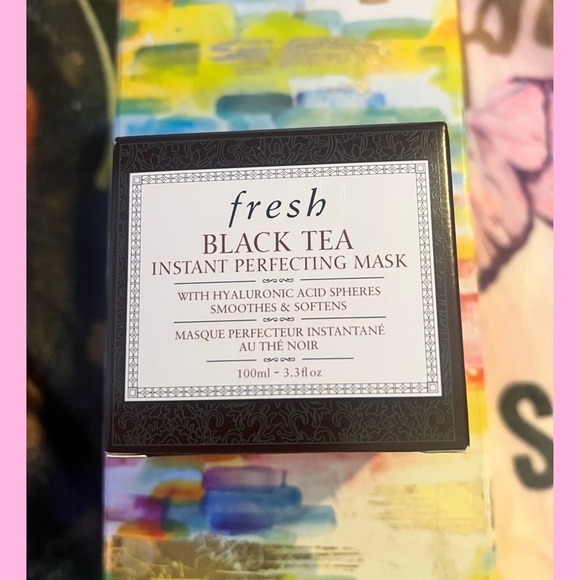 fresh
BLACK TEA
INSTANT PERFECTING MASK
WITH HYALURONIC ACID SPHERES
SMOOTHES & SOFTENS
MASQUE PERFECTEUR INSTANTANÉ
AU THÉ NOIR
100ml - 3.3fl oz
S